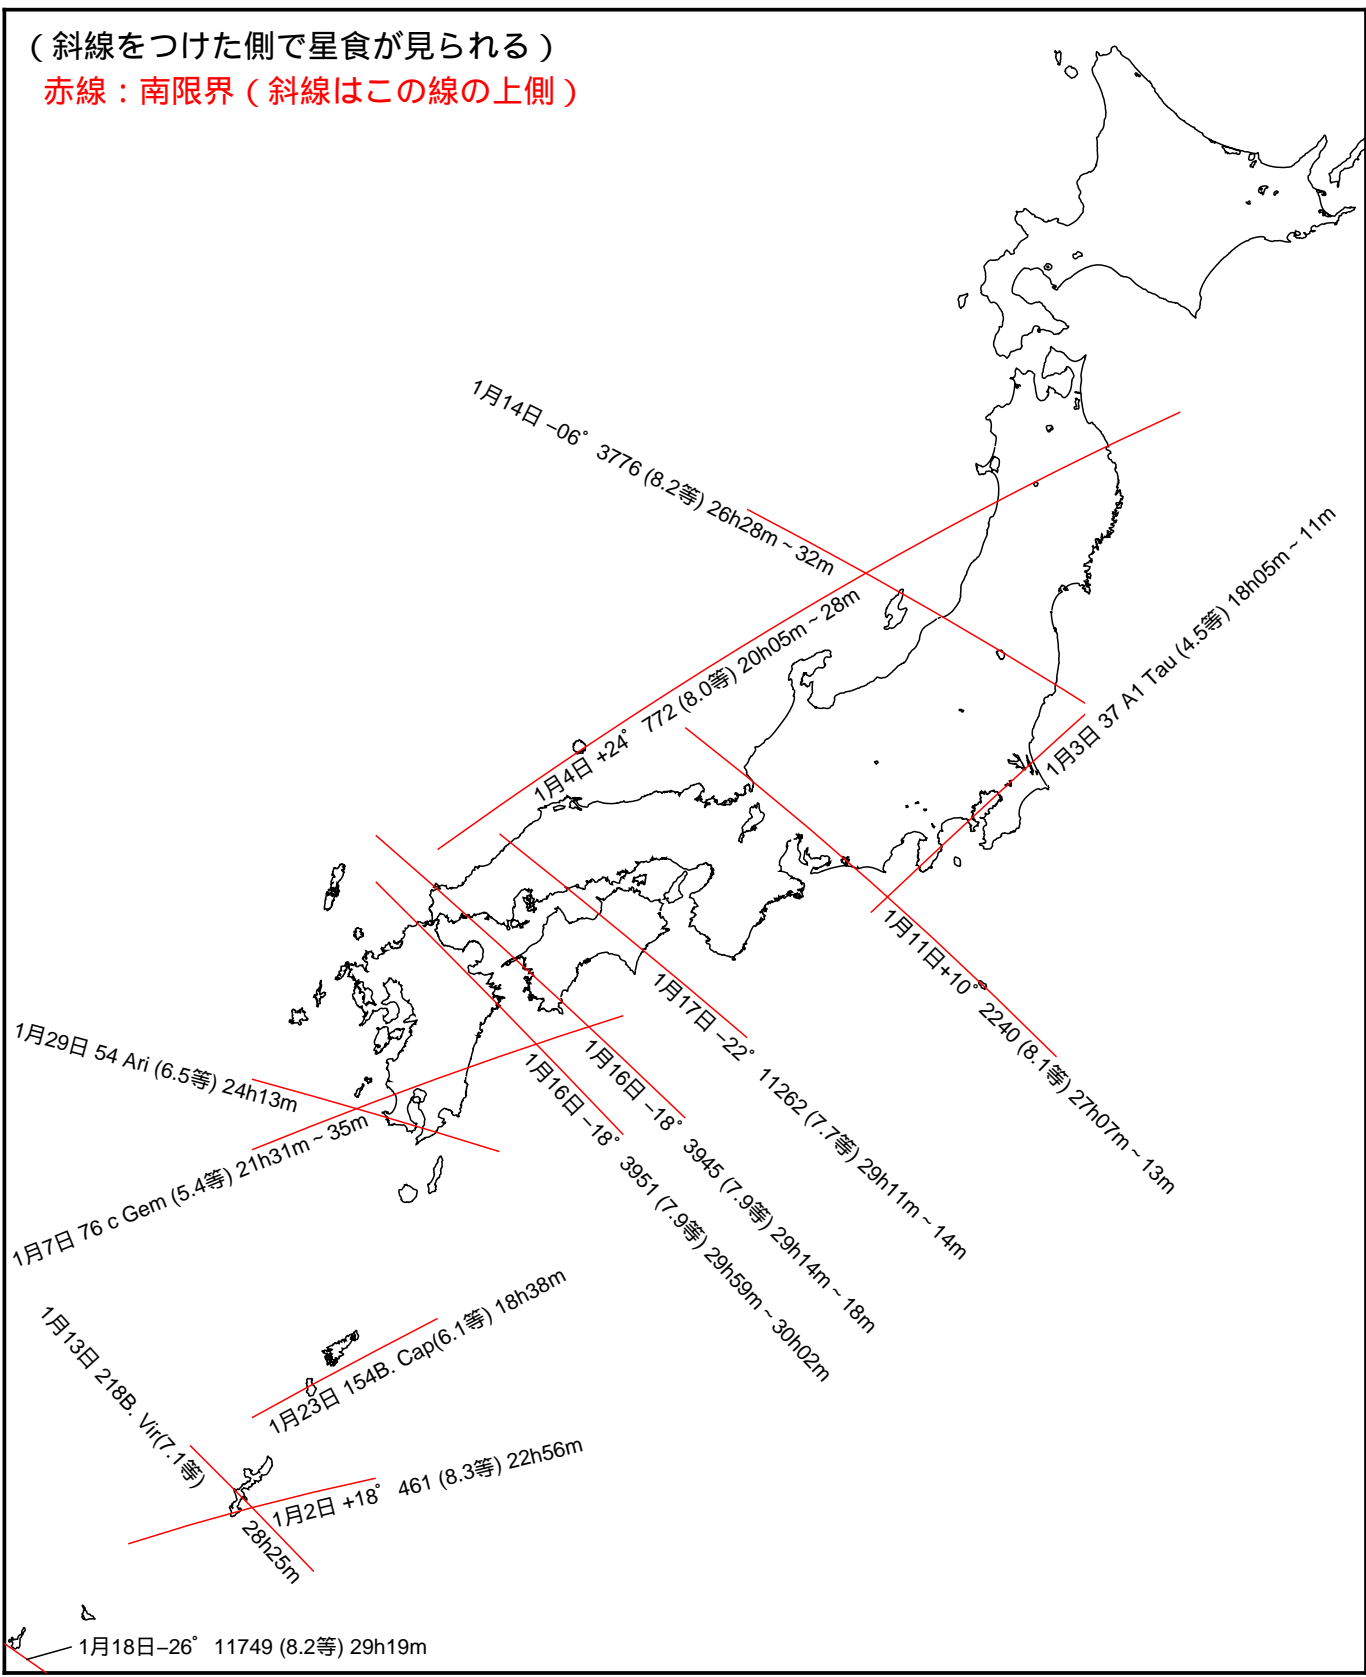 （斜線をつけた側で星食が見られる）
赤線：南限界（斜線はこの線の上側）
1月14日 −06° 3776 (8.2等) 26h28m ~ 32m
1月3日 37 A1 Tau (4.5等) 18h05m ~ 11m
1月4日 +24° 772 (8.0等) 20h05m ~ 28m
1月11日+10° 2240 (8.1等) 27h07m ~ 13m
1月17日 −22° 11262 (7.7等) 29h11m ~ 14m
1月16日 −18° 3945 (7.9等) 29h14m ~ 18m
1月16日 −18° 3951 (7.9等) 29h59m ~ 30h02m
1月29日 54 Ari (6.5等) 24h13m
1月7日 76 c Gem (5.4等) 21h31m ~ 35m
1月23日 154B. Cap(6.1等) 18h38m
1月13日 218B. Vir(7.1等)
28h25m
1月2日 +18° 461 (8.3等) 22h56m
1月18日−26° 11749 (8.2等) 29h19m